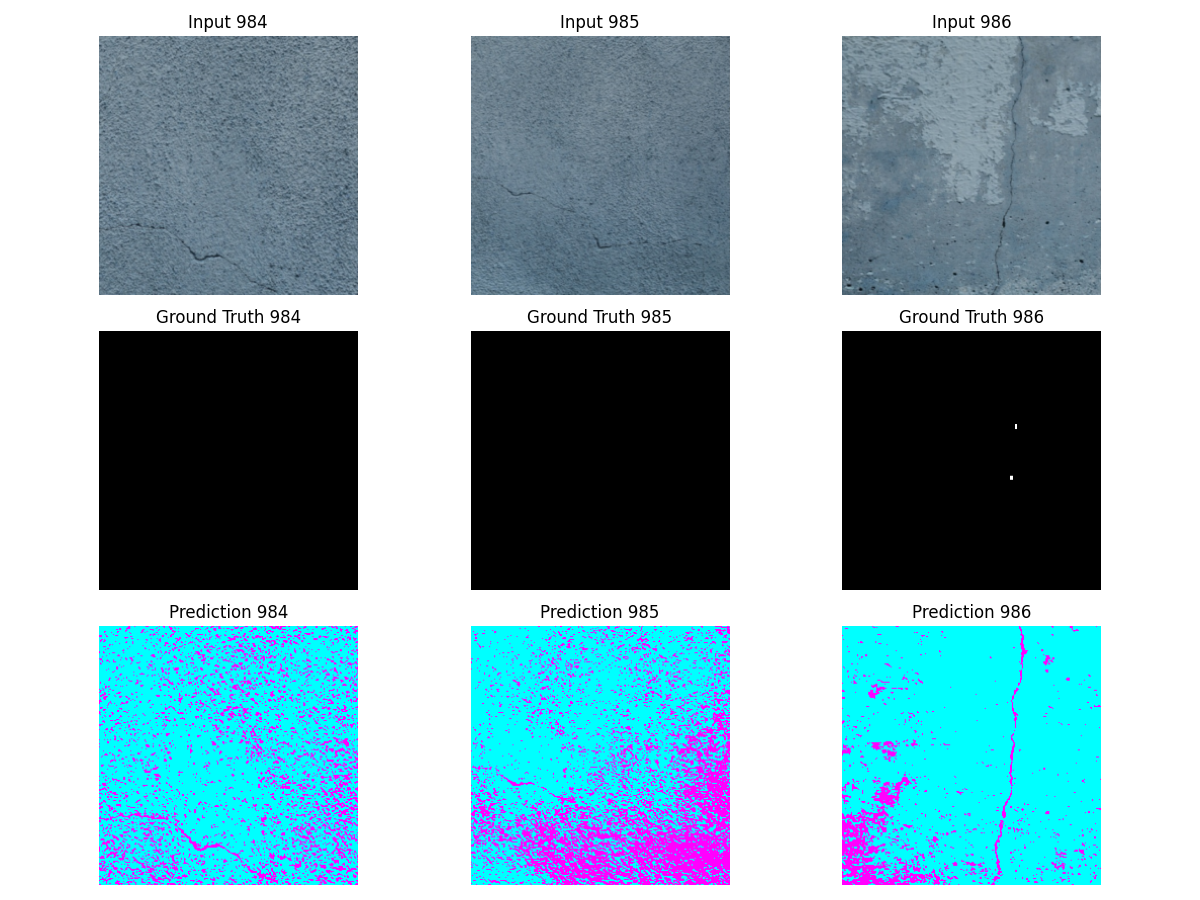 Input 984
Input 985
Input 986
Ground Truth 984
Ground Truth 985
Ground Truth 986
Prediction 984
Prediction 985
Prediction 986